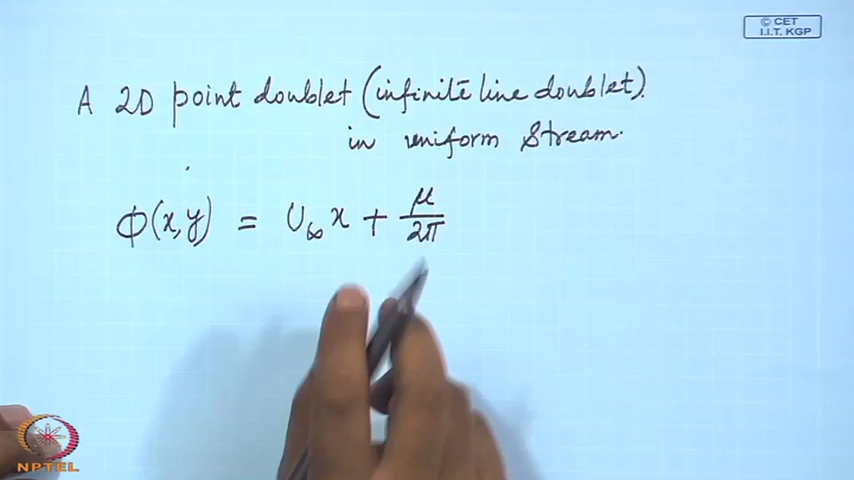 © CET
I.I.T. KGP
A 2D point doublet (infinite line doublet).
in uniform Stream.
Φ(x,y) = U∞ x + μ/2π
NPTEL